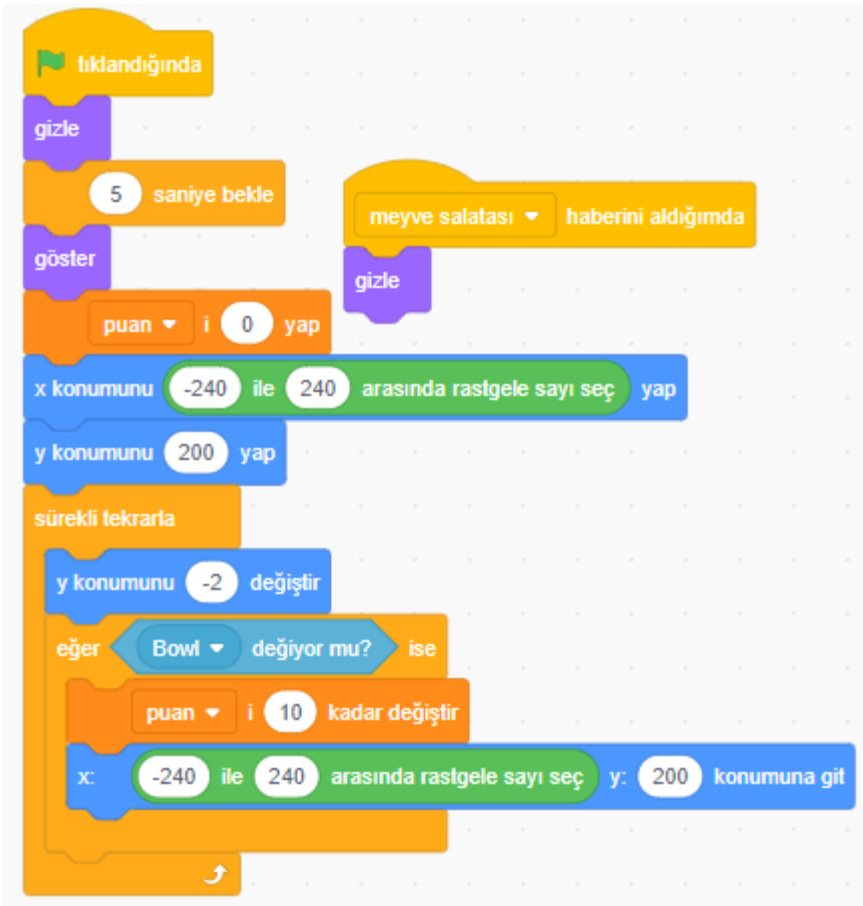 tıklandığında
gizle
5 saniye bekle
göster
puan i 0 yap
x konumunu -240 ile 240 arasında rastgele sayı seç yap
y konumunu 200 yap
sürekli tekrarla
y konumunu -2 değiştir
eğer Bowl değiyor mu? ise
puan i 10 kadar değiştir
x: -240 ile 240 arasında rastgele sayı seç y: 200 konumuna git
meyve salatası haberini aldığımda
gizle